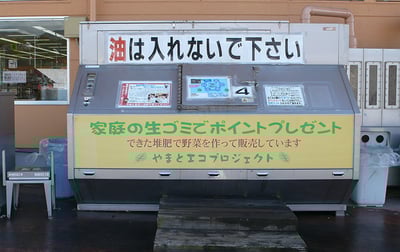 油は入れないで下さい
4
家庭の生ゴミでポイントプレゼント
できた堆肥で野菜を作って販売しています
やまとエコプロジェクト